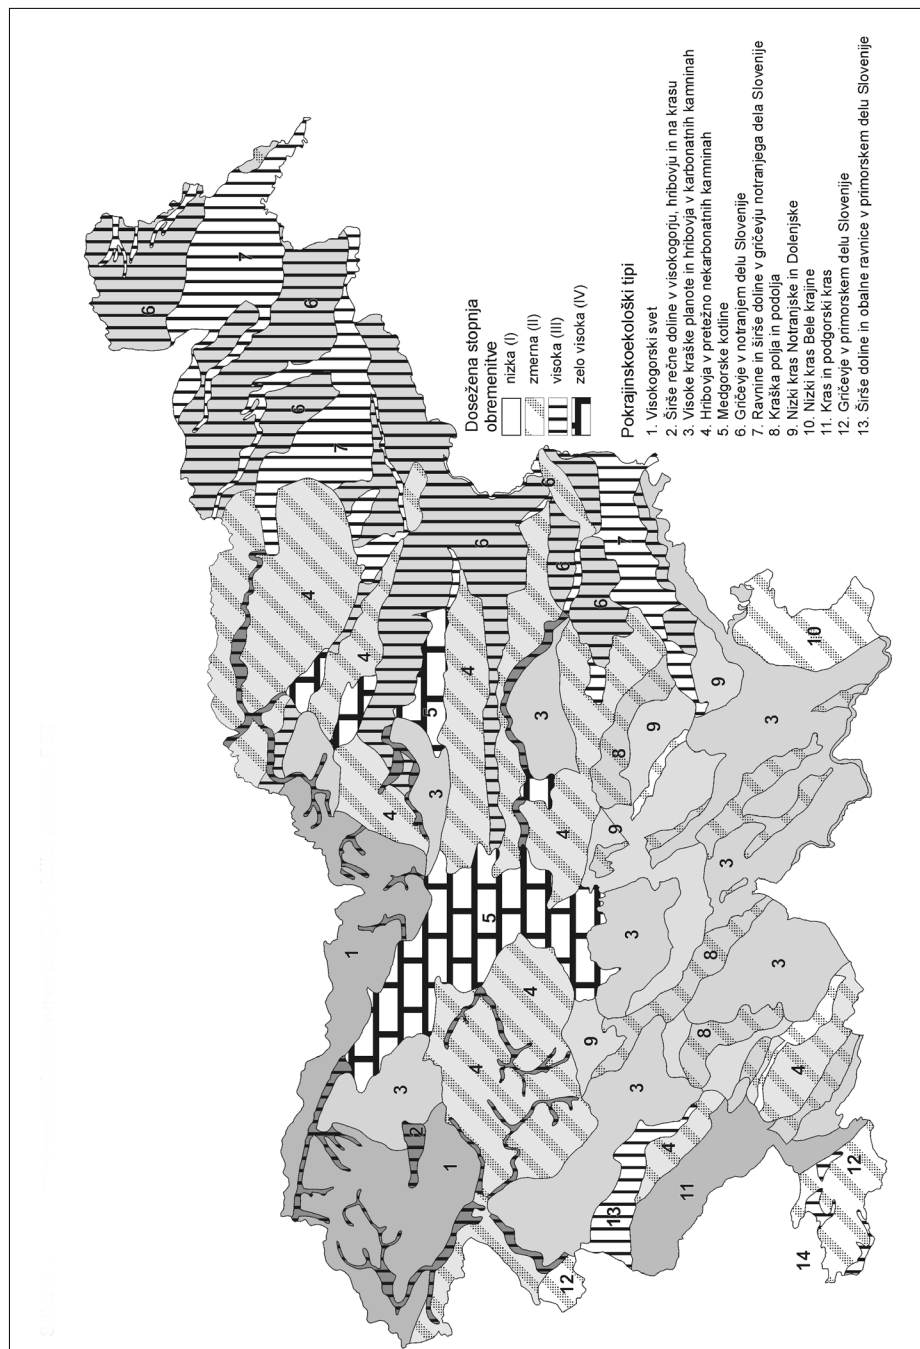 Dosežena stopnja
obremenitve
nizka (I)
zmerna (II)
visoka (III)
zelo visoka (IV)
Pokrajinskoekološki tipi
1. Visokogorski svet
2. Širše rečne doline v visokogorju, hribovju in na krasu
3. Visoke kraške planote in hribovja v karbonatnih kamninah
4. Hribovja v pretežno nekarbonatnih kamninah
5. Medgorske kotline
6. Gričevje v notranjem delu Slovenije
7. Ravnine in širše doline v gričevju notranjega dela Slovenije
8. Kraška polja in podolja
9. Nizki kras Notranjske in Dolenjske
10. Nizki kras Bele krajine
11. Kras in podgorski kras
12. Gričevje v primorskem delu Slovenije
13. Širše doline in obalne ravnice v primorskem delu Slovenije
6
7
6
6
7
4
6
4
6
6
7
6
5
4
10
3
9
9
8
3
4
3
4
9
3
1
5
3
8
3
4
4
9
8
3
4
3
2
1
4
11
12
13
14
12